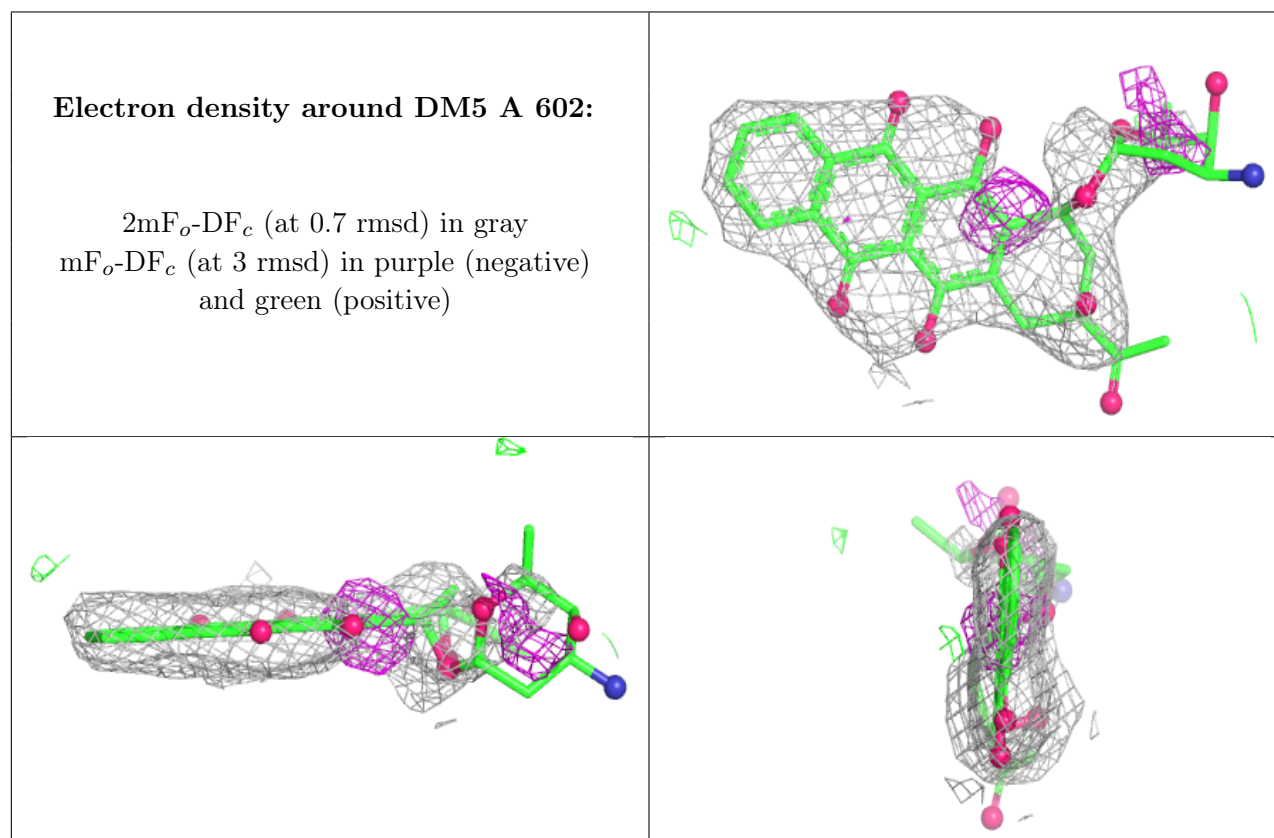 Electron density around DM5 A 602:
2mFo-DFc (at 0.7 rmsd) in gray
mFo-DFc (at 3 rmsd) in purple (negative)
and green (positive)